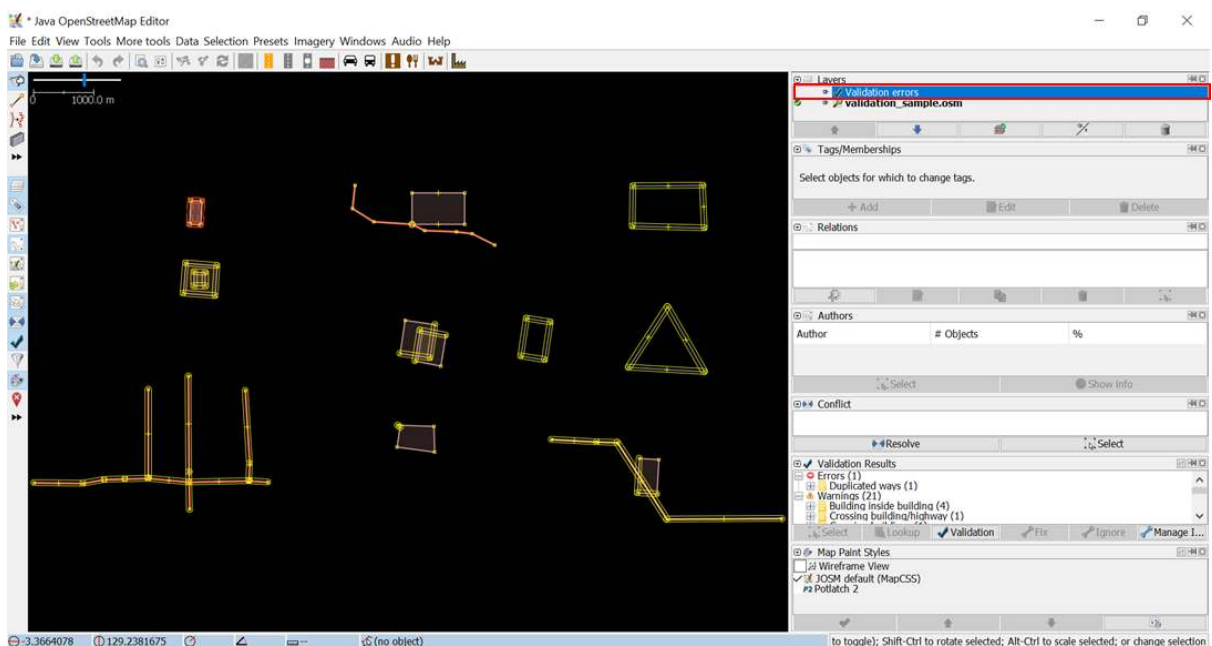 * Java OpenStreetMap Editor
File Edit View Tools More tools Data Selection Presets Imagery Windows Audio Help
0 1000.0 m
Layers
Validation errors
validation_sample.osm
Tags/Memberships
Select objects for which to change tags.
Add Edit Delete
Relations
Authors
Author # Objects %
Select Show info
Conflict
Resolve Select
Validation Results
Errors (1)
Duplicated ways (1)
Warnings (21)
Building inside building (4)
Crossing building/highway (1)
Select Lookup Validation Fix Ignore Manage I...
Map Paint Styles
Wireframe View
JOSM default (MapCSS)
P2 Potlatch 2
-3.3664078 129.2381675 -- (no object) to toggle); Shift-Ctrl to rotate selected; Alt-Ctrl to scale selected; or change selection